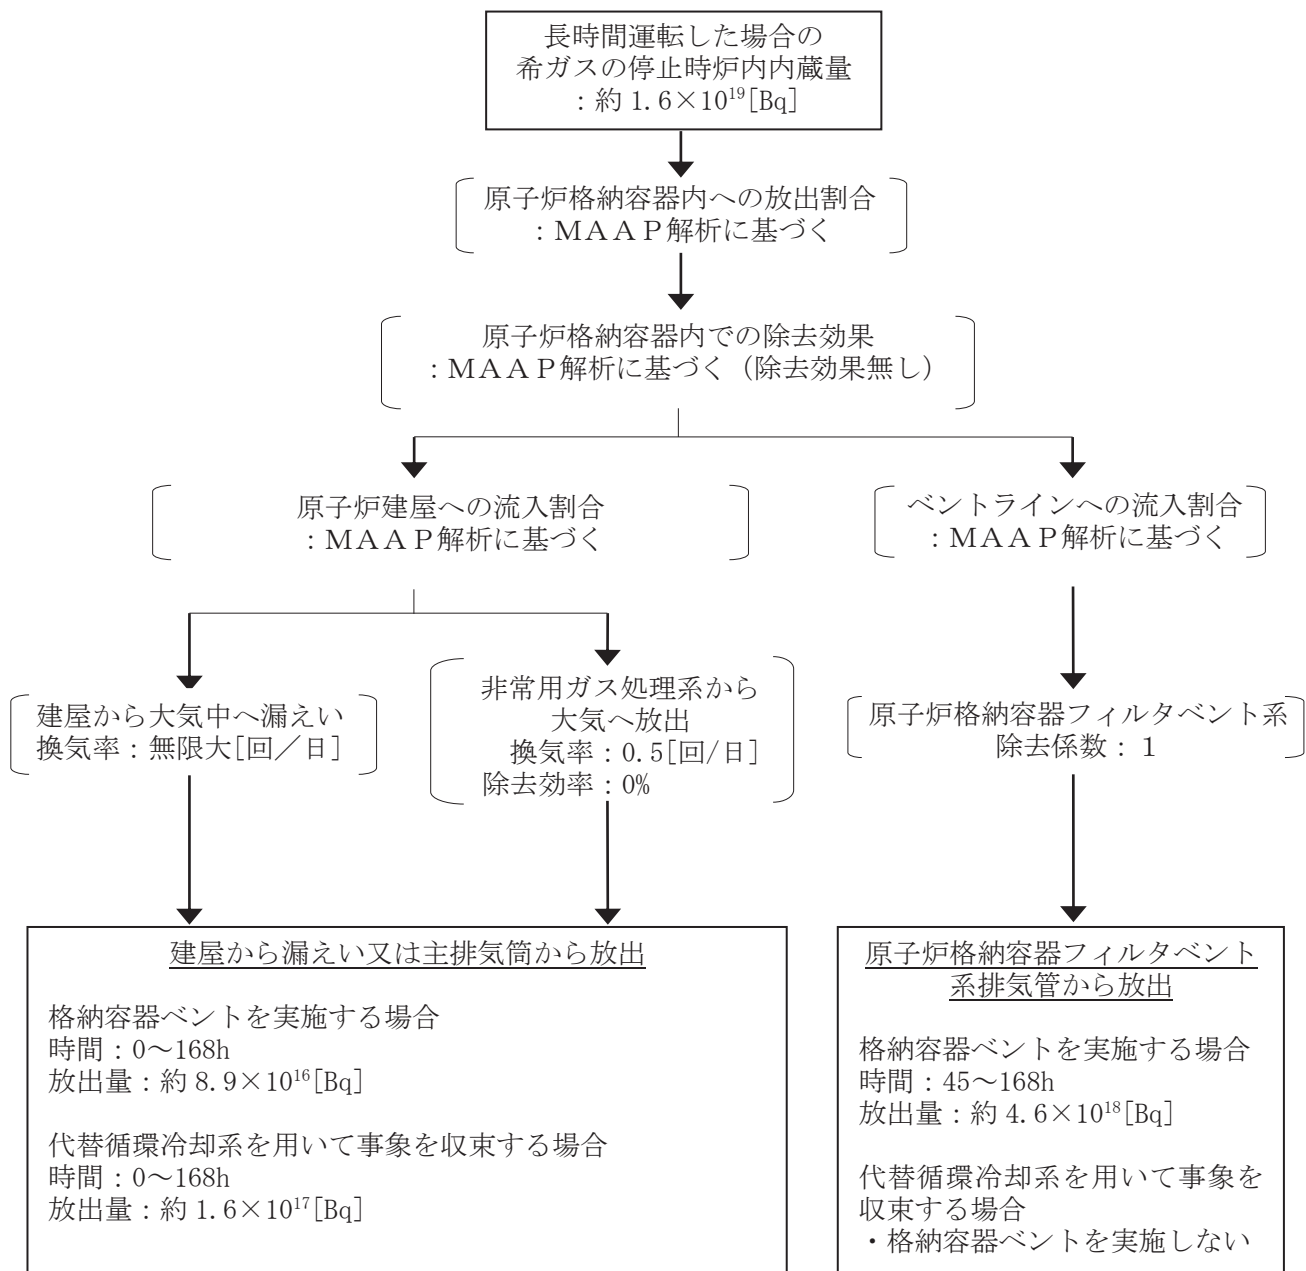 長時間運転した場合の
希ガスの停止時炉内内蔵量
：約 1.6×10¹⁹[Bq]
原子炉格納容器内への放出割合
：ＭＡＡＰ解析に基づく
原子炉格納容器内での除去効果
：ＭＡＡＰ解析に基づく（除去効果無し）
原子炉建屋への流入割合
：ＭＡＡＰ解析に基づく
ベントラインへの流入割合
：ＭＡＡＰ解析に基づく
建屋から大気中へ漏えい
換気率：無限大[回／日]
非常用ガス処理系から
大気へ放出
換気率：0.5[回/日]
除去効率：0%
原子炉格納容器フィルタベント系
除去係数：１
建屋から漏えい又は主排気筒から放出
格納容器ベントを実施する場合
時間：0～168h
放出量：約 8.9×10¹⁶[Bq]
代替循環冷却系を用いて事象を収束する場合
時間：0～168h
放出量：約 1.6×10¹⁷[Bq]
原子炉格納容器フィルタベント
系排気管から放出
格納容器ベントを実施する場合
時間：45～168h
放出量：約 4.6×10¹⁸[Bq]
代替循環冷却系を用いて事象を
収束する場合
・格納容器ベントを実施しない